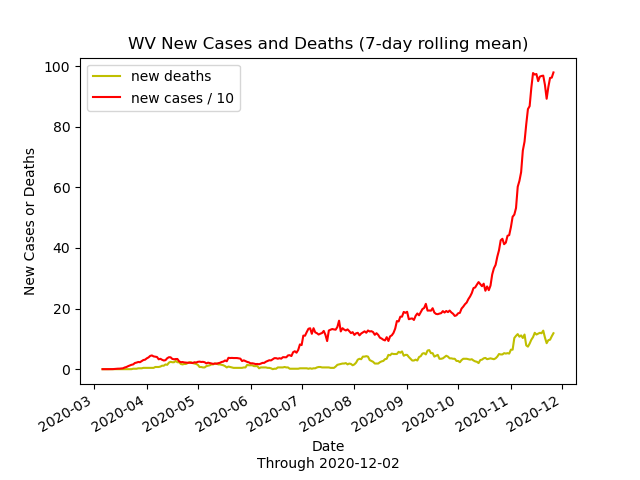 WV New Cases and Deaths (7-day rolling mean)
new deaths
new cases / 10
New Cases or Deaths
100
80
60
40
20
0
2020-03
2020-04
2020-05
2020-06
2020-07
2020-08
2020-09
2020-10
2020-11
2020-12
Date
Through 2020-12-02